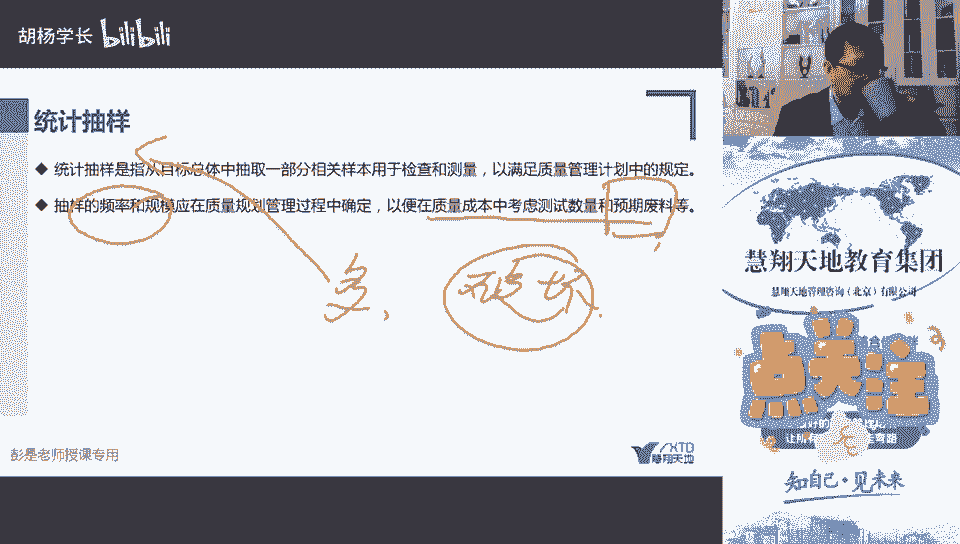 胡杨学长 bilibili
统计抽样
统计抽样是指从目标总体中抽取一部分相关样本用于检查和测量，以满足质量管理计划中的规定。
抽样的频率和规模应在质量规划管理过程中确定，以便在质量成本中考虑测试数量和预期废料等。
多、 破坏.
慧翔天地教育集团
慧翔天地管理咨询（北京）有限公司
点关注
知自己·见未来
彭是老师授课专用
HXTD
慧翔天地